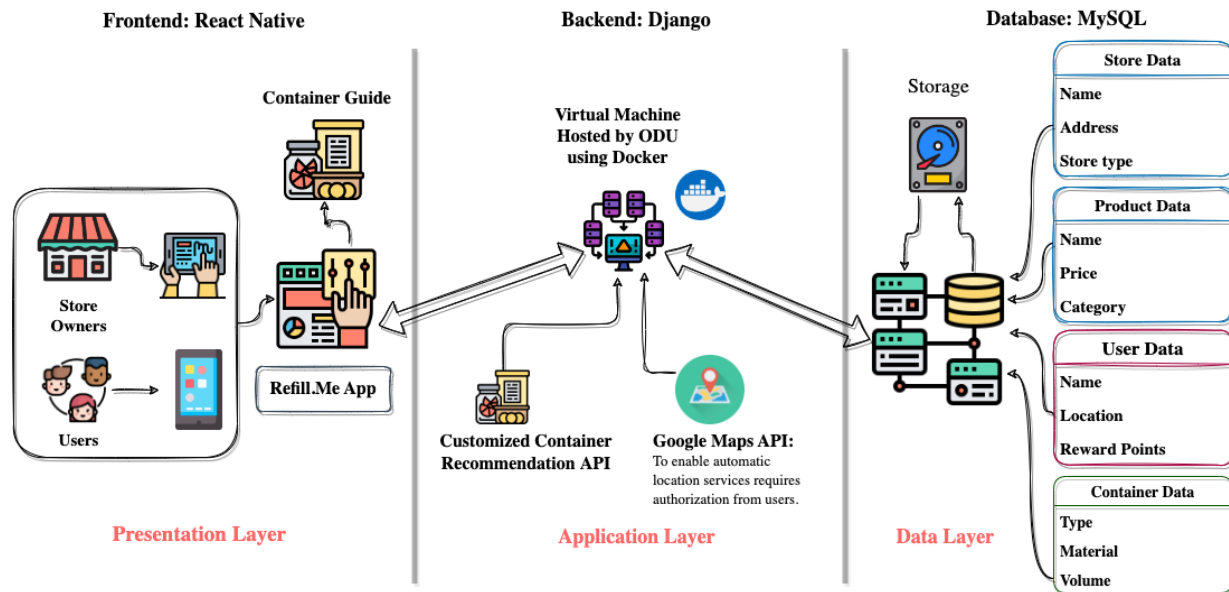 Frontend: React Native
Container Guide
Store
Owners
Users
Refill.Me App
Presentation Layer
Backend: Django
Virtual Machine
Hosted by ODU
using Docker
Customized Container
Recommendation API
Google Maps API:
To enable automatic
location services requires
authorization from users.
Application Layer
Database: MySQL
Storage
Data Layer
Store Data
Name
Address
Store type
Product Data
Name
Price
Category
User Data
Name
Location
Reward Points
Container Data
Type
Material
Volume